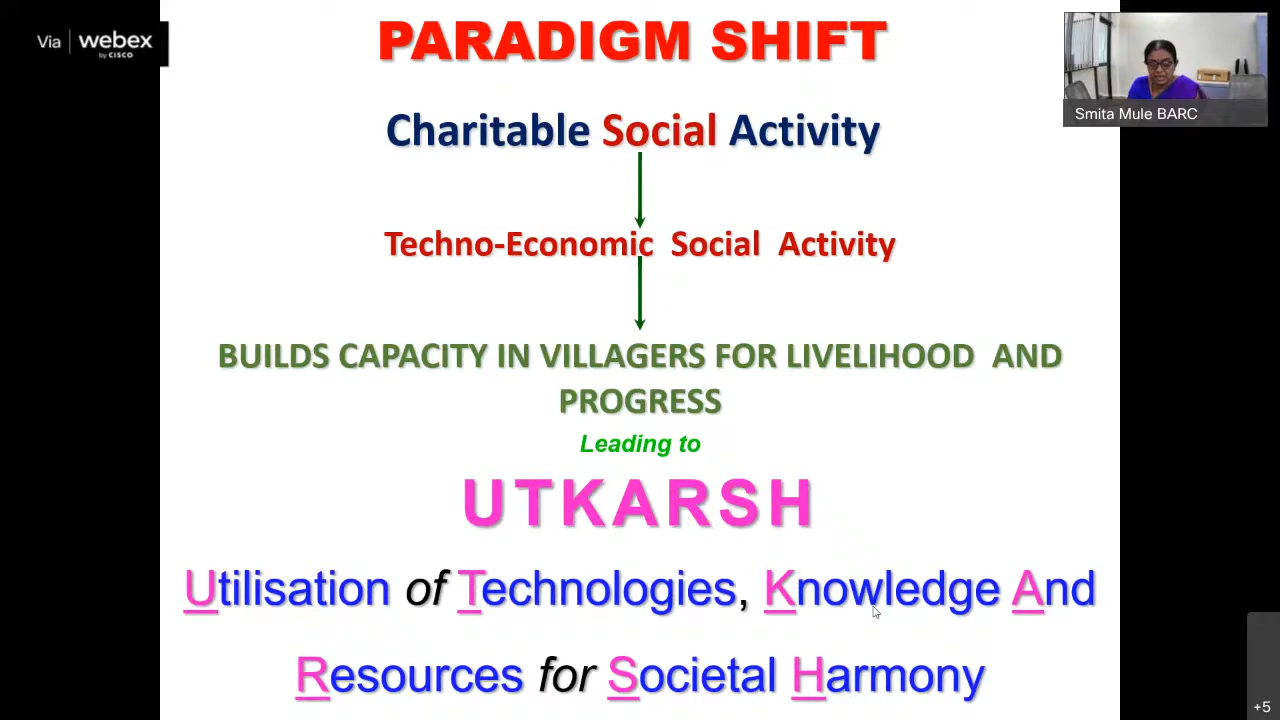 Via webex
by CISCO
PARADIGM SHIFT
Smita Mule BARC
Charitable Social Activity
Techno-Economic Social Activity
BUILDS CAPACITY IN VILLAGERS FOR LIVELIHOOD AND
PROGRESS
Leading to
UTKARSH
Utilisation of Technologies, Knowledge And
Resources for Societal Harmony
+5